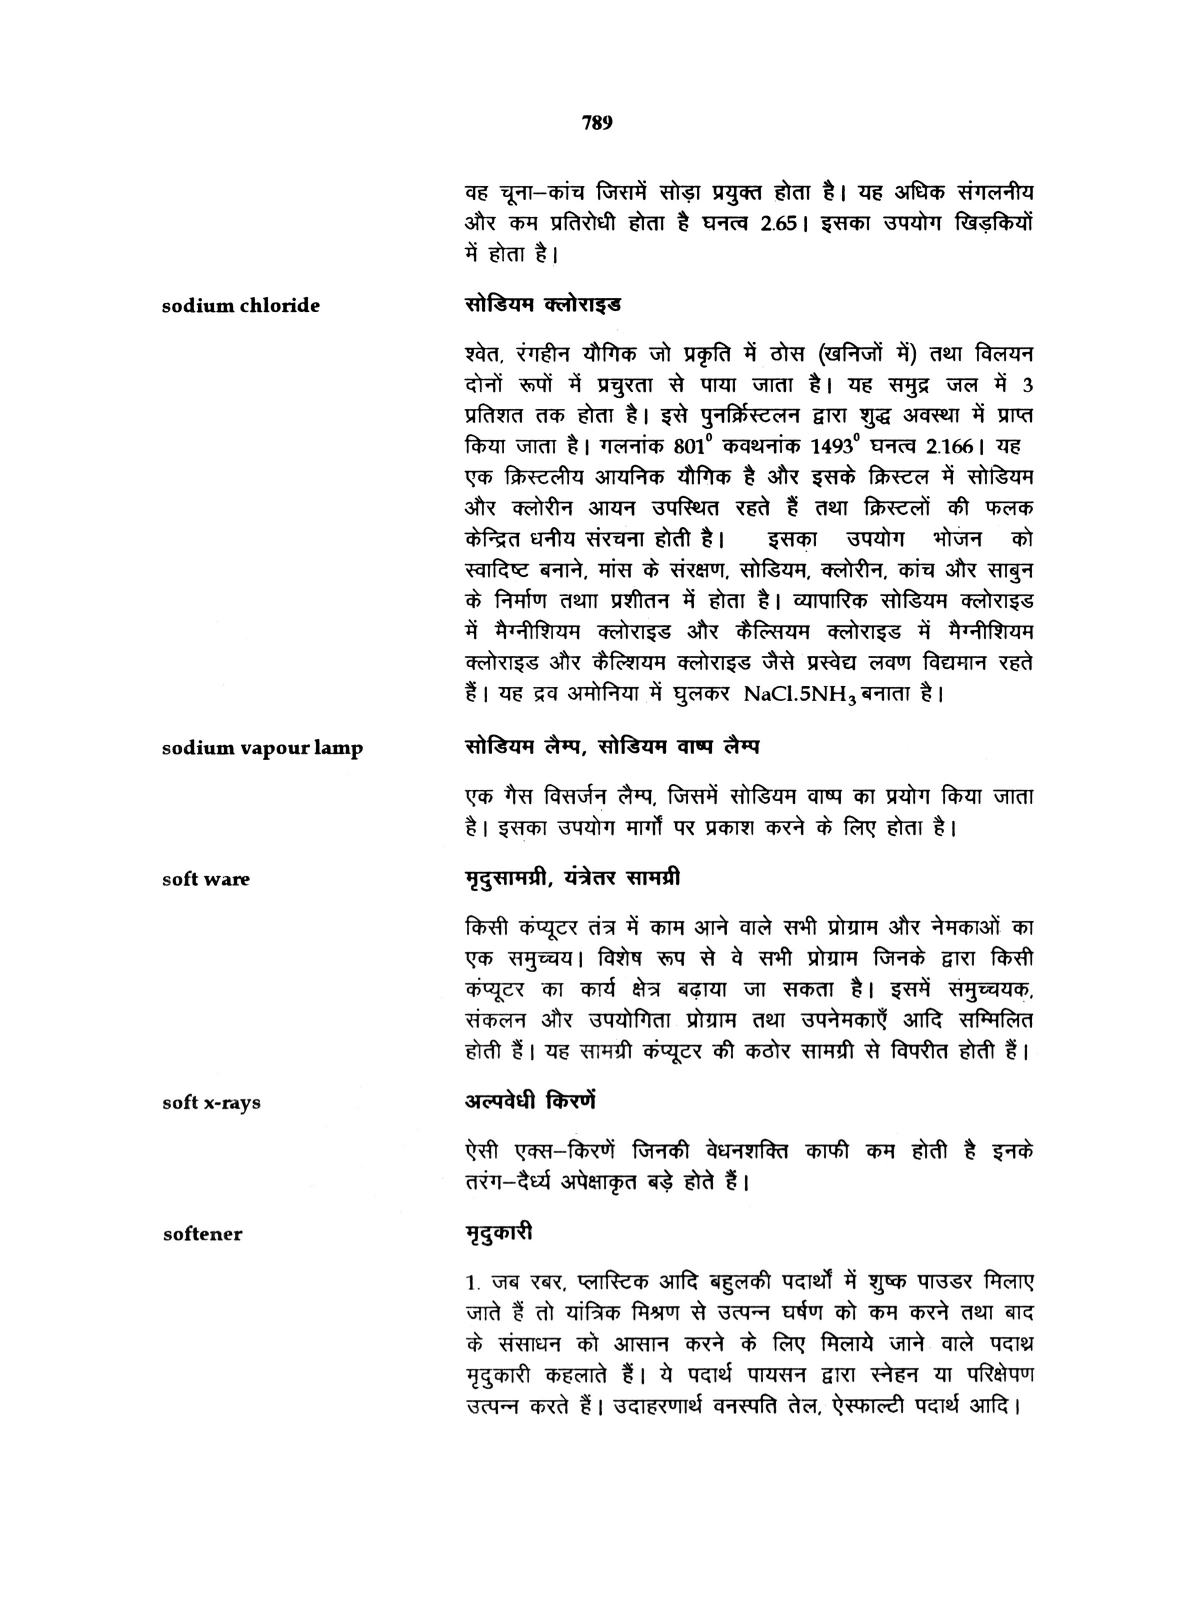 789
वह चूना–कांच जिसमें सोड़ा प्रयुक्त होता है। यह अधिक संगलनीय
और कम प्रतिरोधी होता है घनत्व 2.65। इसका उपयोग खिड़कियों
में होता है।
sodium chloride सोडियम क्लोराइड
श्वेत, रंगहीन यौगिक जो प्रकृति में ठोस (खनिजों में) तथा विलयन
दोनों रूपों में प्रचुरता से पाया जाता है। यह समुद्र जल में 3
प्रतिशत तक होता है। इसे पुनर्क्रिस्टलन द्वारा शुद्ध अवस्था में प्राप्त
किया जाता है। गलनांक 801⁰ कवथनांक 1493⁰ घनत्व 2.166। यह
एक क्रिस्टलीय आयनिक यौगिक है और इसके क्रिस्टल में सोडियम
और क्लोरीन आयन उपस्थित रहते हैं तथा क्रिस्टलों की फलक
केन्द्रित धनीय संरचना होती है। इसका उपयोग भोजन को
स्वादिष्ट बनाने, मांस के संरक्षण, सोडियम, क्लोरीन, कांच और साबुन
के निर्माण तथाा प्रशीतन में होता है। व्यापारिक सोडियम क्लोराइड
में मैग्नीशियम क्लोराइड और कैल्सियम क्लोराइड में मैग्नीशियम
क्लोराइड और कैल्शियम क्लोराइड जैसे प्रस्वेद्य लवण विद्यमान रहते
हैं। यह द्रव अमोनिया में घुलकर NaCl.5NH₃ बनाता है।
sodium vapour lamp सोडियम लैम्प, सोडियम वाष्प लैम्प
एक गैस विसर्जन लैम्प, जिसमें सोडियम वाष्प का प्रयोग किया जाता
है। इसका उपयोग मार्गों पर प्रकाश करने के लिए होता है।
soft ware मृदुसामग्री, यंत्रेतर सामग्री
किसी कंप्यूटर तंत्र में काम आने वाले सभी प्रोग्राम और नेमकाओं का
एक समुच्चय। विशेष रूप से वे सभी प्रोग्राम जिनके द्वारा किसी
कंप्यूटर का कार्य क्षेत्र बढ़ाया जा सकता है। इसमें संमुच्चयक,
संकलन और उपयोगिता प्रोग्राम तथा उपनेमकाएँ आदि सम्मिलित
होती हैं। यह सामग्री कंप्यूटर की कठोर सामग्री से विपरीत होती हैं।
soft x-rays अल्पवेधी किरणें
ऐसी एक्स–किरणें जिनकी वेधनशक्ति काफी कम होती है इनके
तरंग–दैर्ध्य अपेक्षाकृत बड़े होते हैं।
softener मृदुकारी
1. जब रबर, प्लास्टिक आदि बहुलकी पदार्थों में शुष्क पाउडर मिलाए
जाते हैं तो यांत्रिक मिश्रण से उत्पन्न घर्षण को कम करने तथा बाद
के संसाधन को आसान करने के लिए मिलाये जाने वाले पदाथ्र
मृदुकारी कहलाते हैं। ये पदार्थ पायसन द्वारा स्नेहन या परिक्षेपण
उत्पन्न करते हैं। उदाहरणार्थ वनस्पति तेल, ऐस्फाल्टी पदार्थ आदि।